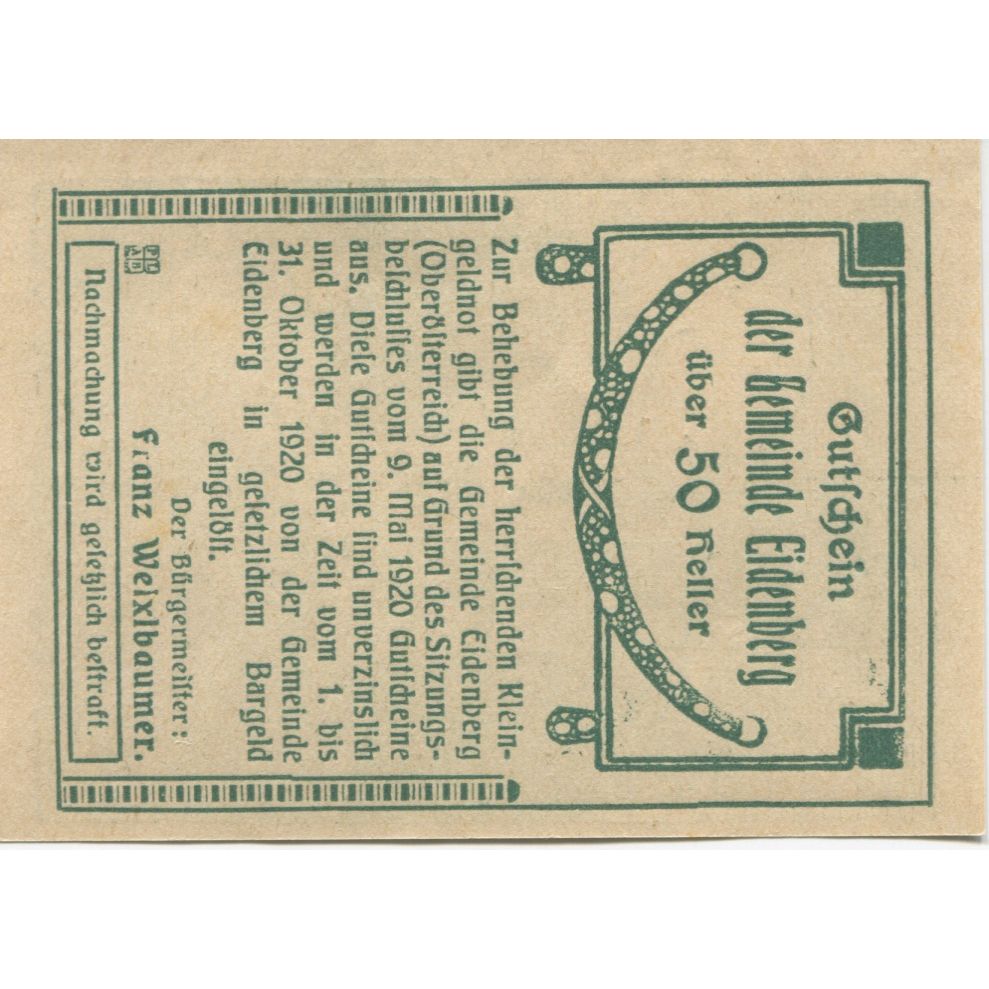 Gutſchein
der Gemeinde Eidenberg
über 50 Heller
Zur Behebung der herrſchenden Klein-
geldnot gibt die Gemeinde Eidenberg
(Oberöſterreich) auf Grund des Sitzungs-
beſchluſſes vom 9. Mai 1920 Gutſcheine
aus. Dieſe Gutſcheine ſind unverzinslich
und werden in der Zeit vom 1. bis
31. Oktober 1920 von der Gemeinde
Eidenberg in geſetzlichem Bargeld
eingelöſt.
Der Bürgermeiſter:
Franz Weixlbaumer.
Nachmachung wird geſetzlich beſtraft.